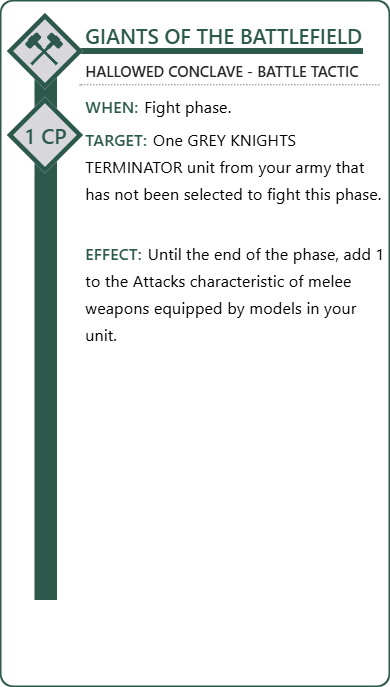 GIANTS OF THE BATTLEFIELD
HALLOWED CONCLAVE - BATTLE TACTIC
WHEN: Fight phase.
1 CP
TARGET: One GREY KNIGHTS
TERMINATOR unit from your army that
has not been selected to fight this phase.
EFFECT: Until the end of the phase, add 1
to the Attacks characteristic of melee
weapons equipped by models in your
unit.